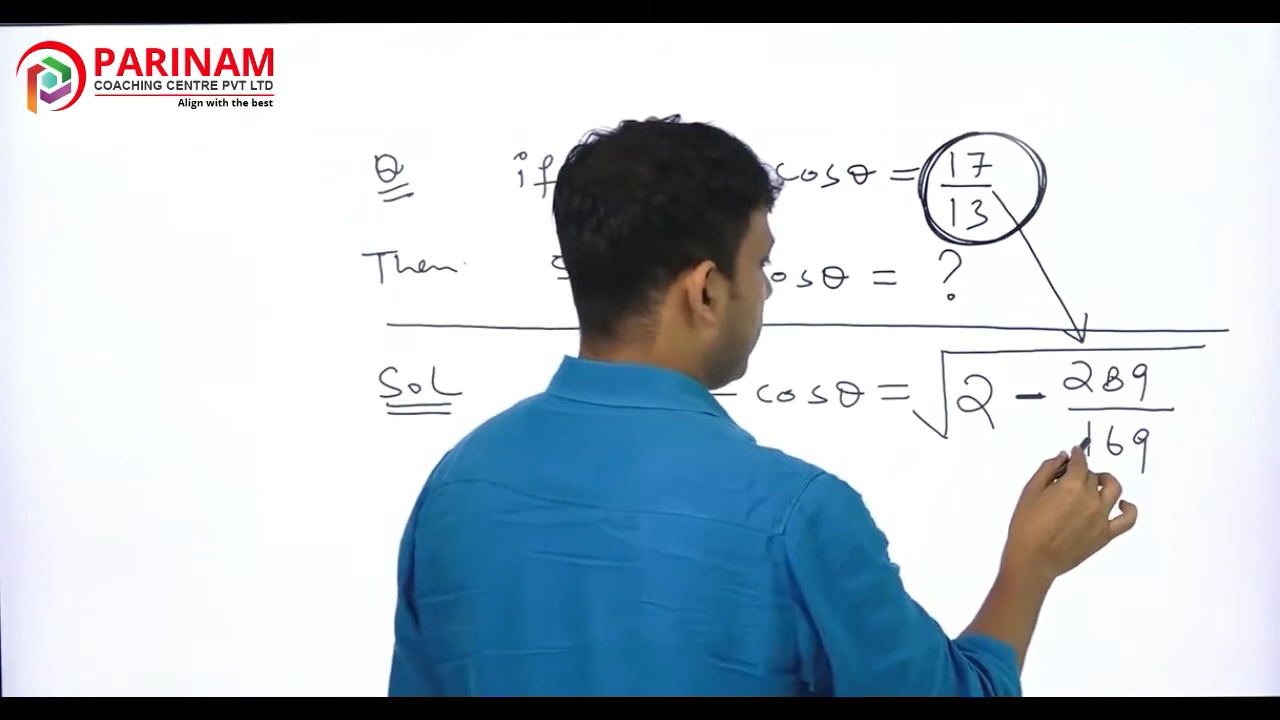 PARINAM
COACHING CENTRE PVT LTD
Align with the best
Q if cosθ = 17/13
Then cosθ = ?
Sol - cosθ = √2 - 289/169